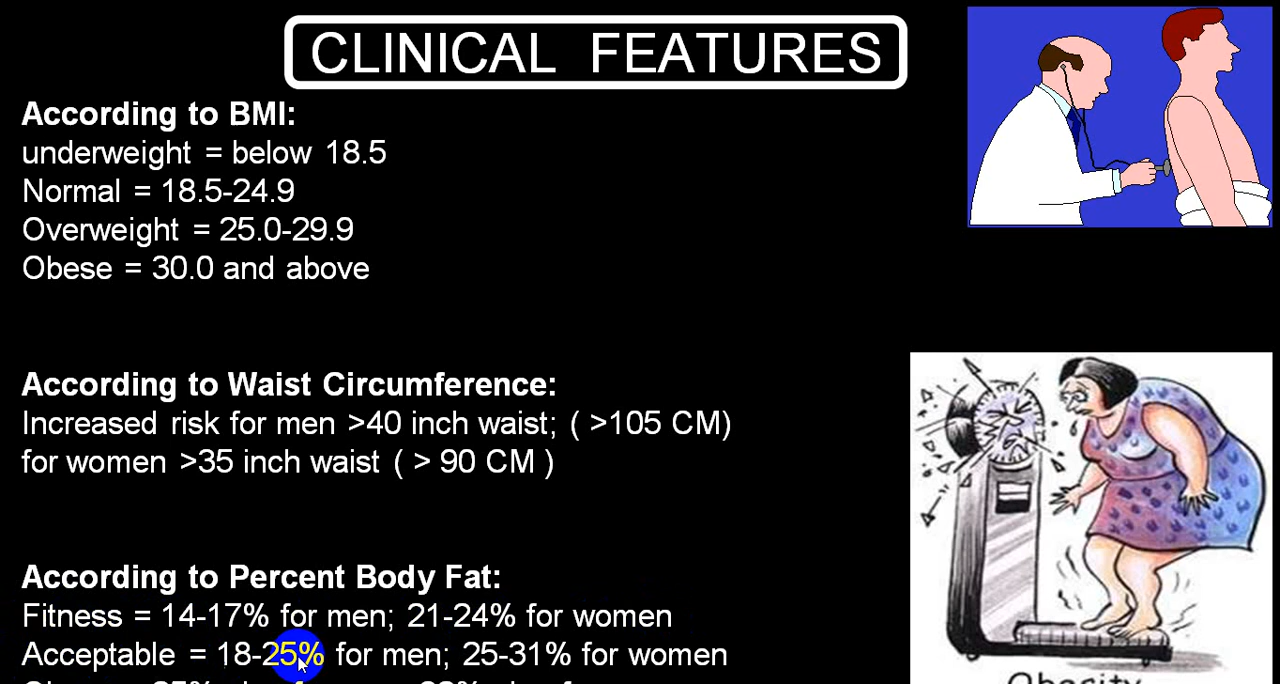 CLINICAL FEATURES
According to BMI:
underweight = below 18.5
Normal = 18.5-24.9
Overweight = 25.0-29.9
Obese = 30.0 and above
According to Waist Circumference:
Increased risk for men >40 inch waist; ( >105 CM)
for women >35 inch waist ( > 90 CM )
According to Percent Body Fat:
Fitness = 14-17% for men; 21-24% for women
Acceptable = 18-25% for men; 25-31% for women
Obesity